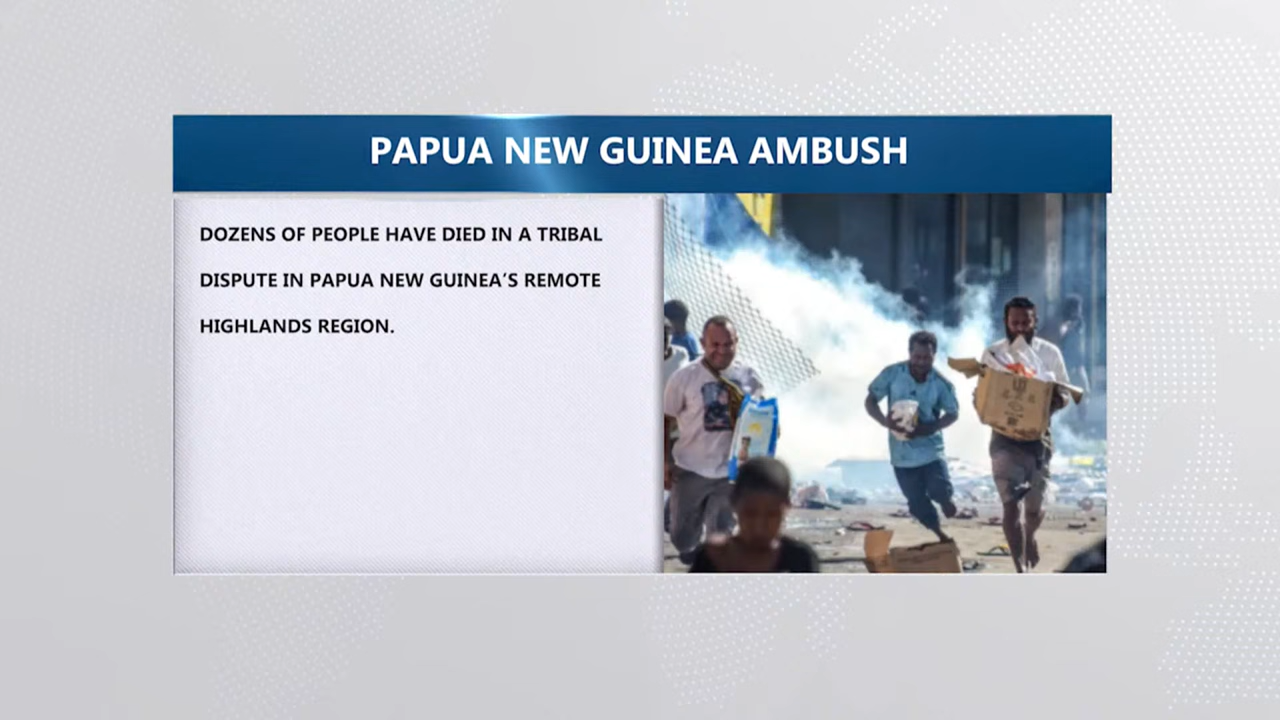 PAPUA NEW GUINEA AMBUSH
DOZENS OF PEOPLE HAVE DIED IN A TRIBAL
DISPUTE IN PAPUA NEW GUINEA'S REMOTE
HIGHLANDS REGION.